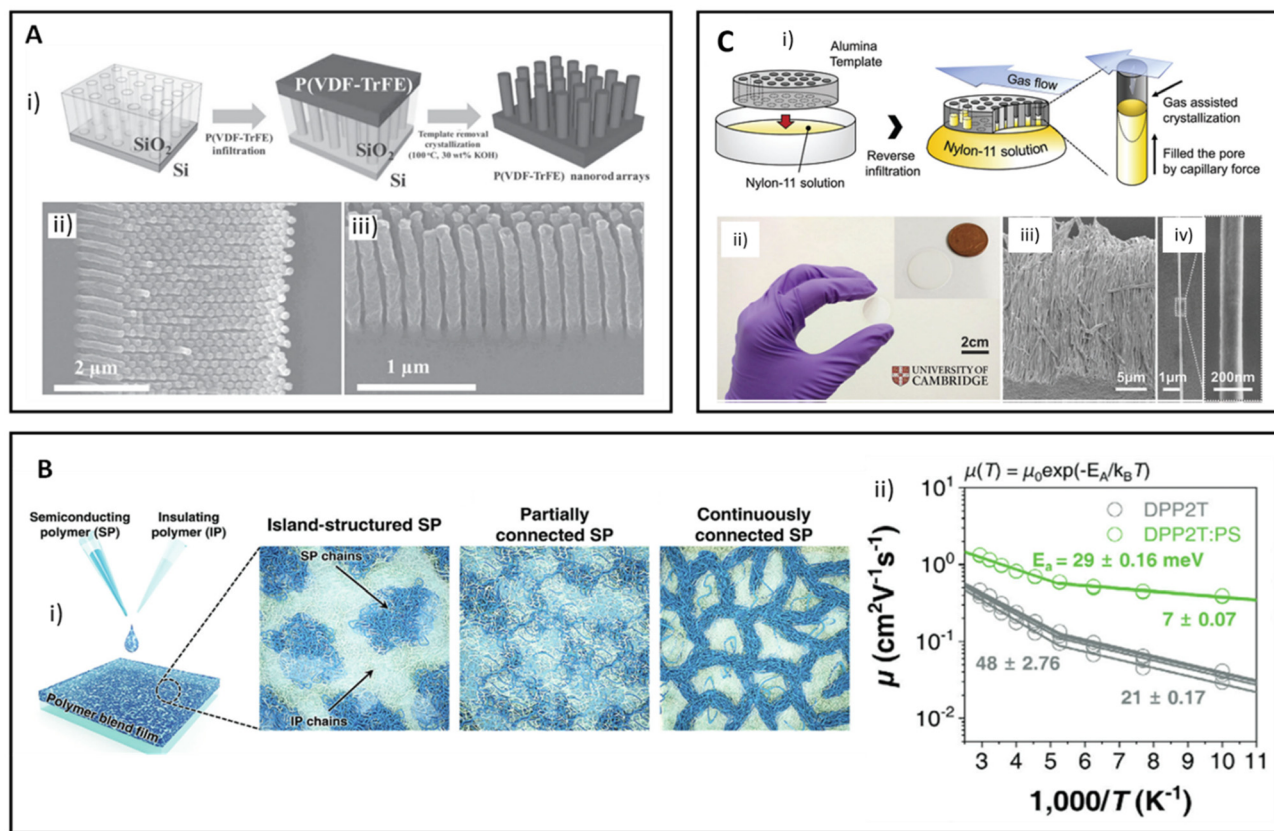 A
i)
SiO2
Si
P(VDF-TrFE)
infiltration
P(VDF-TrFE)
SiO2
Si
Template removal
crystallization
(100 °C, 30 wt% KOH)
P(VDF-TrFE) nanorod arrays
ii)
2 µm
iii)
1 µm
C
i)
Alumina
Template
Nylon-11 solution
Reverse
infiltration
Gas flow
Nylon-11 solution
Gas assisted
crystallization
Filled the pore
by capillary force
ii)
2cm
UNIVERSITY OF
CAMBRIDGE
iii)
5µm
iv)
1µm
200nm
B
i)
Semiconducting
polymer (SP)
Insulating
polymer (IP)
Polymer blend film
Island-structured SP
SP chains
IP chains
Partially
connected SP
Continuously
connected SP
ii)
µ(T) = µ0exp(-EA/kBT)
DPP2T
DPP2T:PS
Ea = 29 ± 0.16 meV
7 ± 0.07
48 ± 2.76
21 ± 0.17
µ (cm2V-1s-1)
10^1
10^0
10^-1
10^-2
3 4 5 6 7 8 9 10 11
1,000/T (K-1)